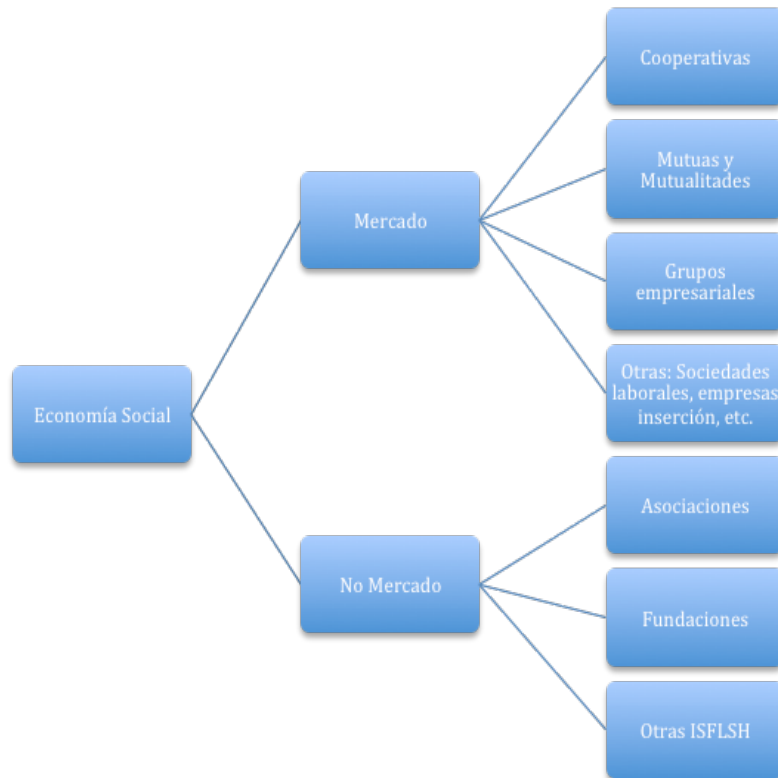 Economía Social
Mercado
Cooperativas
Mutuas y
Mutualitades
Grupos
empresariales
Otras: Sociedades
laborales, empresas
inserción, etc.
No Mercado
Asociaciones
Fundaciones
Otras ISFLSH